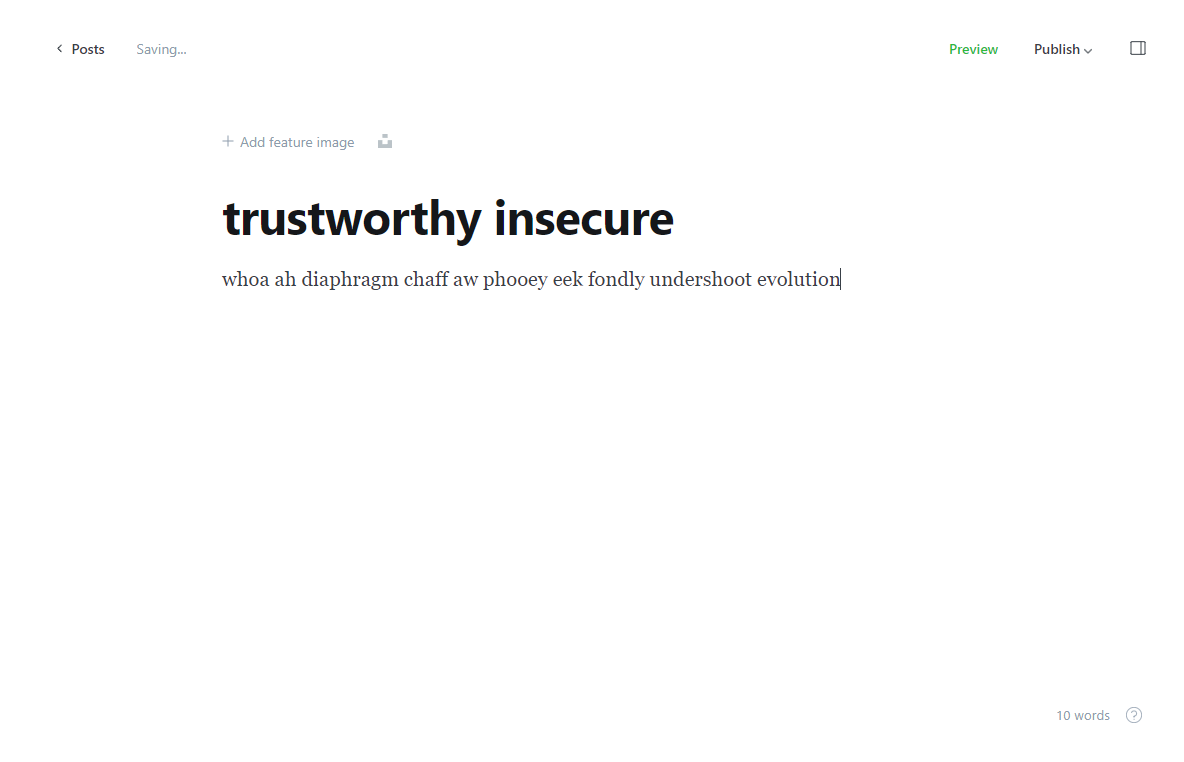 Posts
Saving...
Preview
Publish
Add feature image
trustworthy insecure
whoa ah diaphragm chaff aw phooey eek fondly undershoot evolution
10 words
?